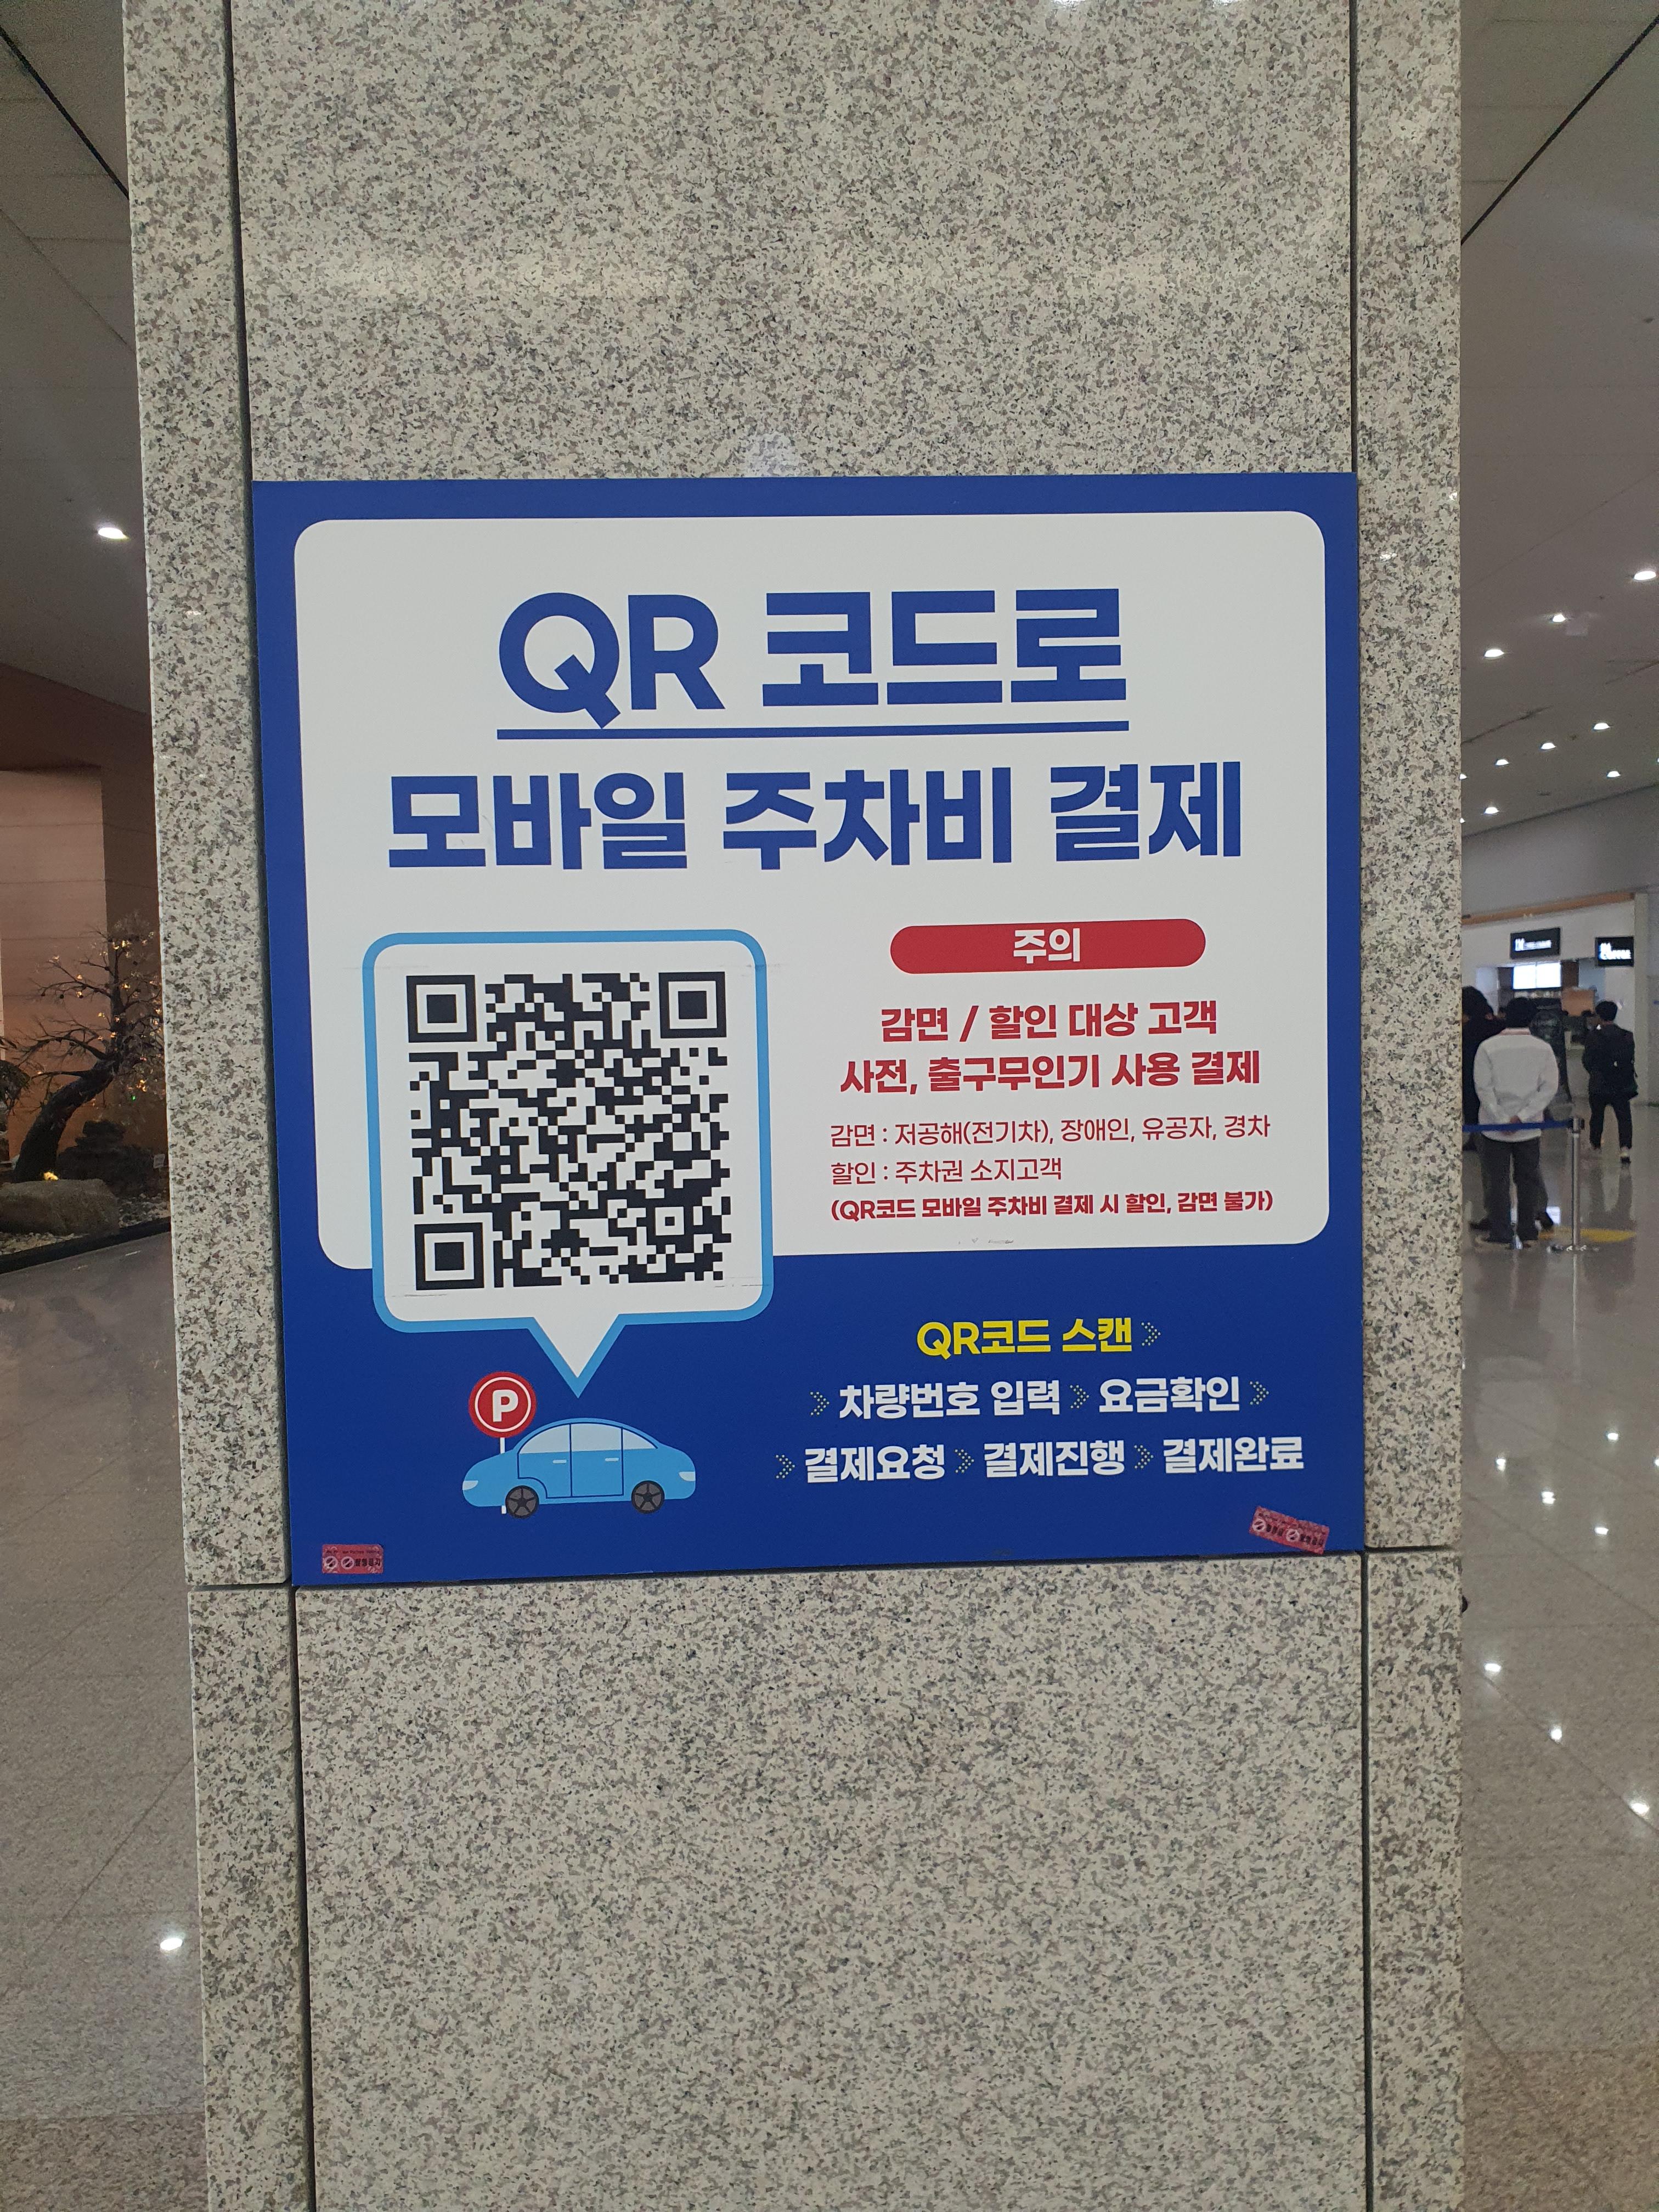 QR 코드로
모바일 주차비 결제
주의
감면 / 할인 대상 고객
사전, 출구무인기 사용 결제
감면 : 저공해(전기차), 장애인, 유공자, 경차
할인 : 주차권 소지고객
(QR코드 모바일 주차비 결제 시 할인, 감면 불가)
QR코드 스캔
차량번호 입력 요금확인
결제요청 결제진행 결제완료
P